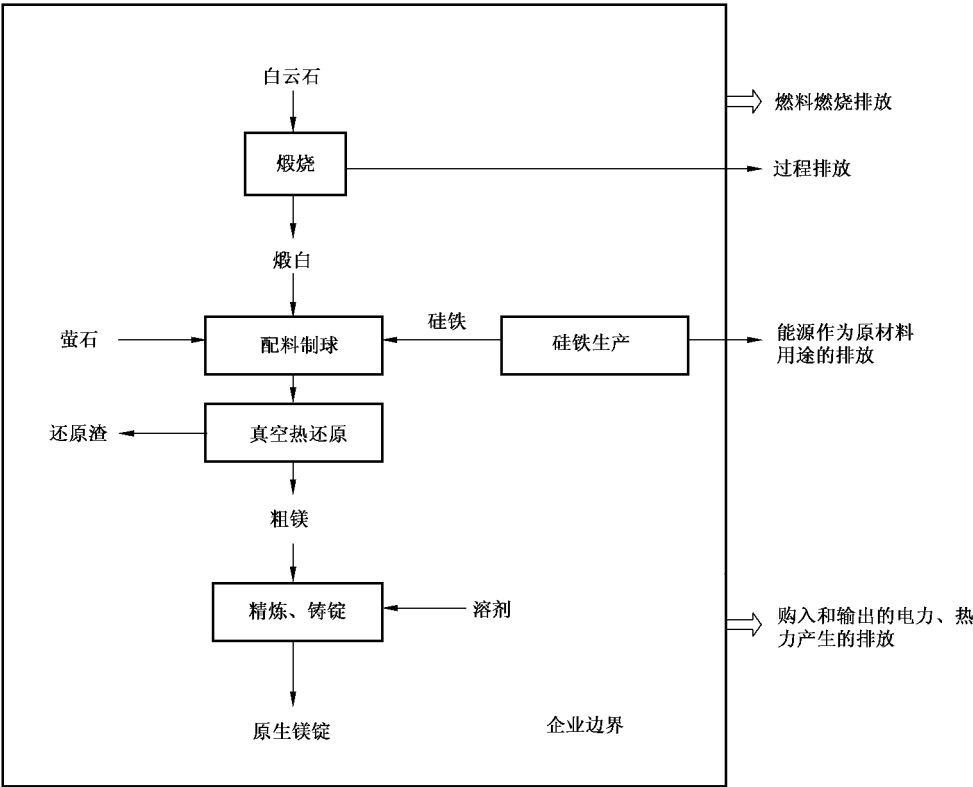 白云石
燃料燃烧排放
煅烧
过程排放
煅白
硅铁
萤石
配料制球
硅铁生产
能源作为原材料
用途的排放
还原渣
真空热还原
粗镁
精炼、铸锭
溶剂
购入和输出的电力、热
力产生的排放
原生镁锭
企业边界